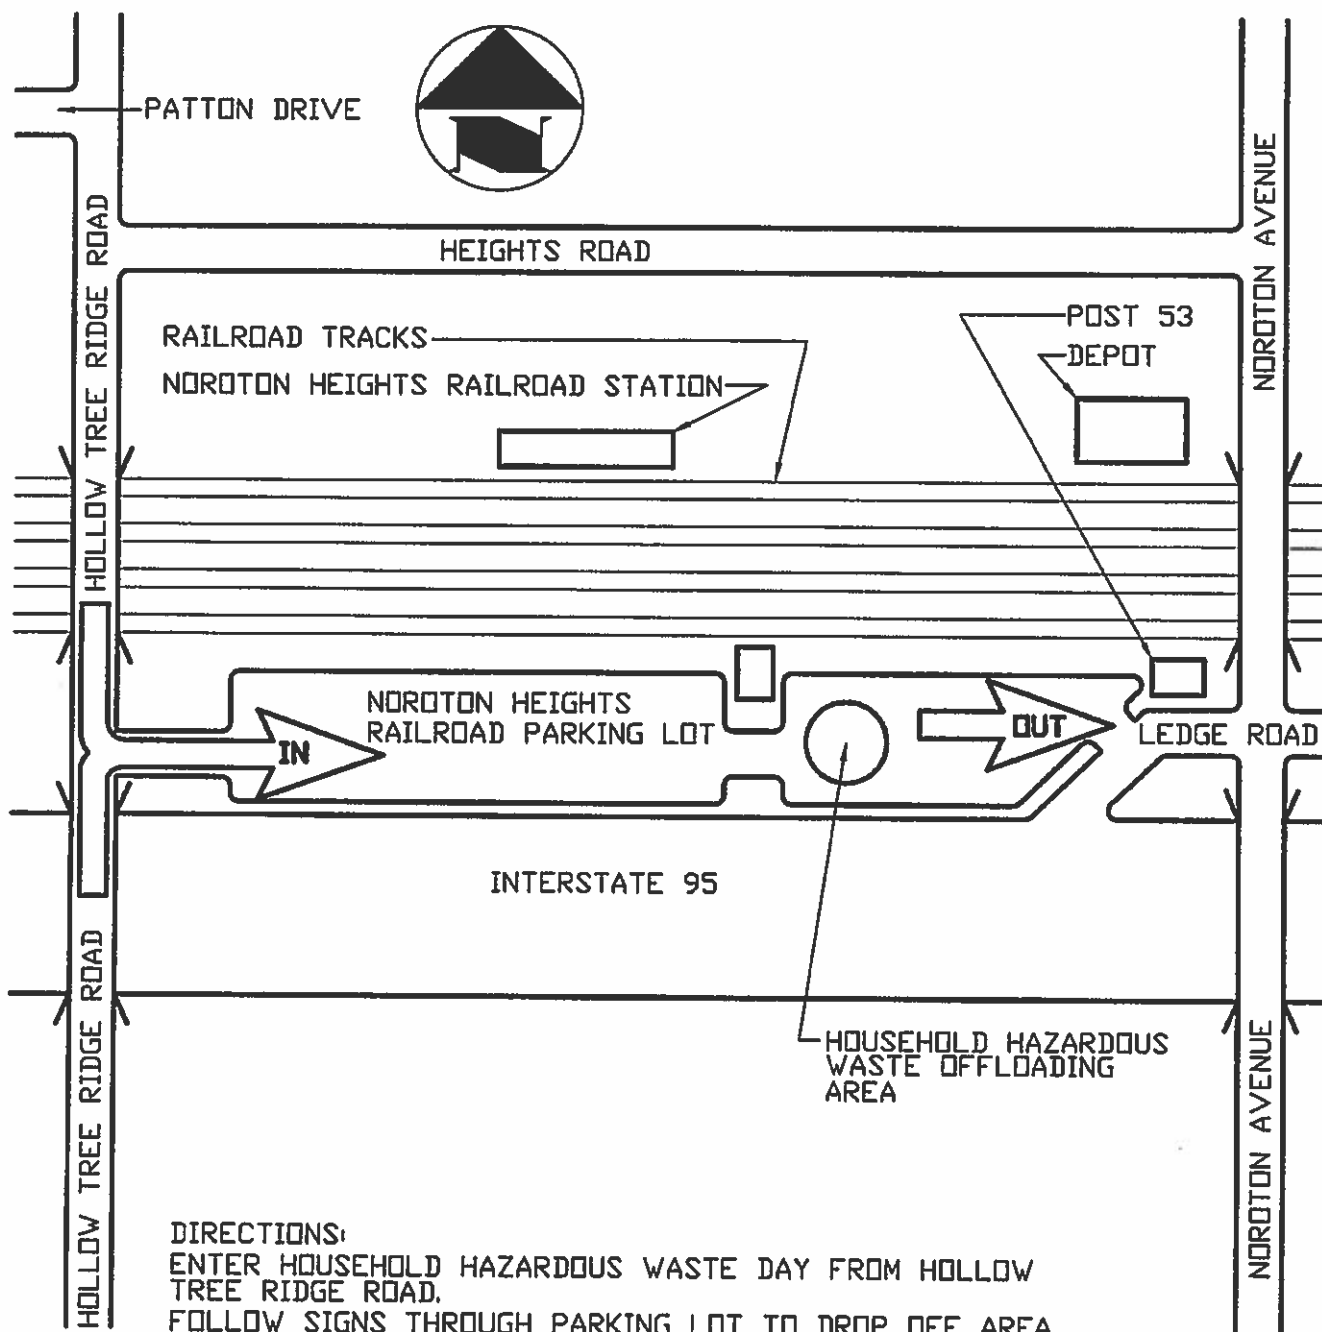 PATTON DRIVE
N
HEIGHTS ROAD
HOLLOW TREE RIDGE ROAD
NOROTON AVENUE
RAILROAD TRACKS
NOROTON HEIGHTS RAILROAD STATION
POST 53
DEPOT
NOROTON HEIGHTS
RAILROAD PARKING LOT
IN
OUT
LEDGE ROAD
INTERSTATE 95
HOLLOW TREE RIDGE ROAD
HOUSEHOLD HAZARDOUS
WASTE OFFLOADING
AREA
NOROTON AVENUE
DIRECTIONS:
ENTER HOUSEHOLD HAZARDOUS WASTE DAY FROM HOLLOW
TREE RIDGE ROAD.
FOLLOW SIGNS THROUGH PARKING LOT TO DROP OFF AREA